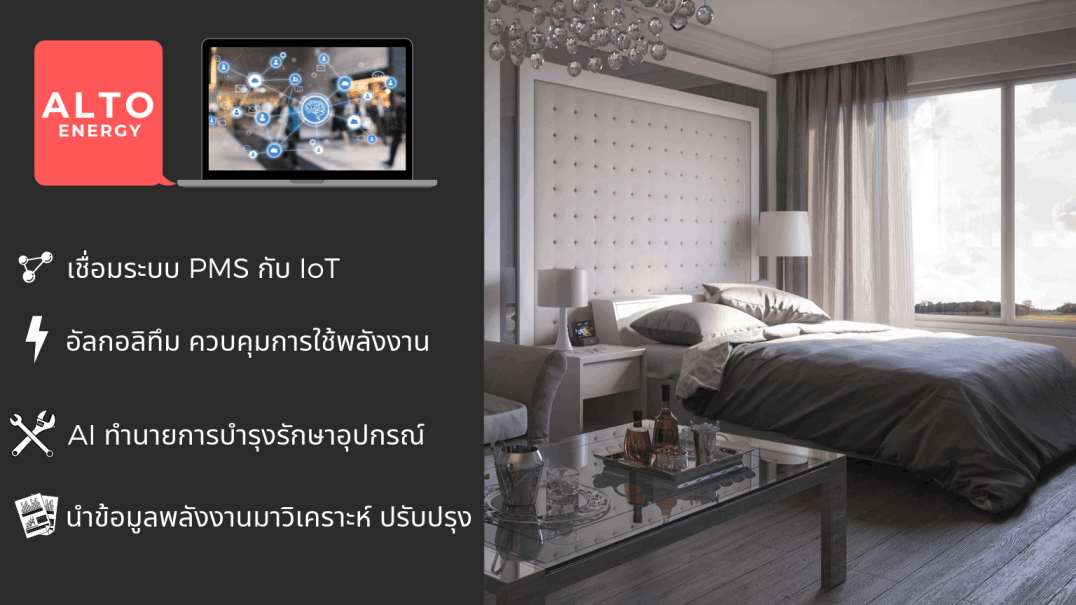 ALTO
ENERGY
เชื่อมระบบ PMS กับ IoT
อัลกอลิทึม ควบคุมการใช้พลังงาน
AI ทำนายการบำรุงรักษาอุปกรณ์
นำข้อมูลพลังงานมาวิเคราะห์ ปรับปรุง